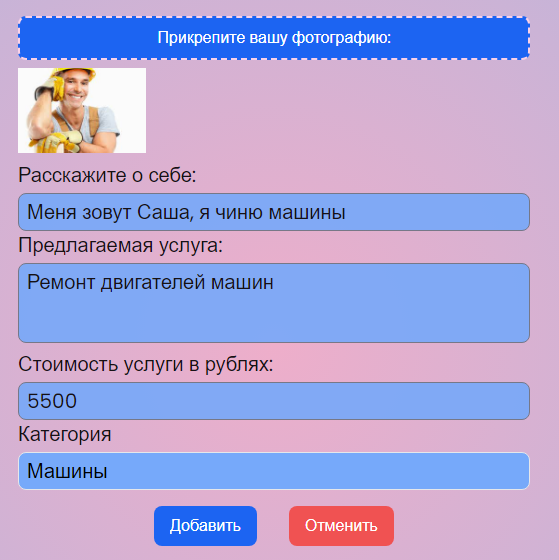 Прикрепите вашу фотографию:
Расскажите о себе:
Меня зовут Саша, я чиню машины
Предлагаемая услуга:
Ремонт двигателей машин
Стоимость услуги в рублях:
5500
Категория
Машины
Добавить Отменить